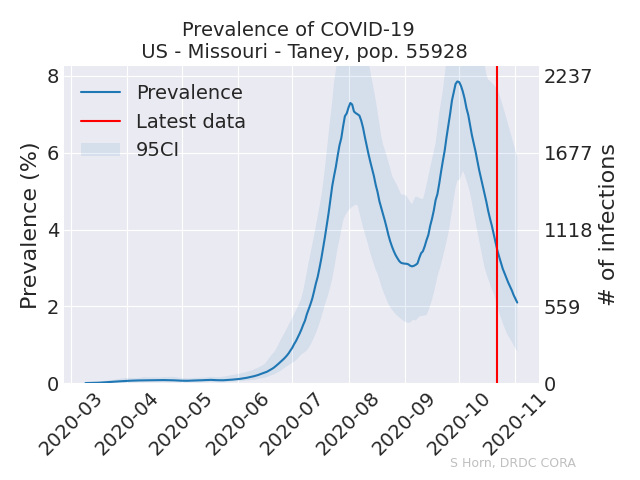 Prevalence of COVID-19
US - Missouri - Taney, pop. 55928
Prevalence (%)
8
6
4
2
0
Prevalence
Latest data
95CI
2237
1677
1118
559
0
# of infections
2020-03
2020-04
2020-05
2020-06
2020-07
2020-08
2020-09
2020-10
2020-11
S Horn, DRDC CORA